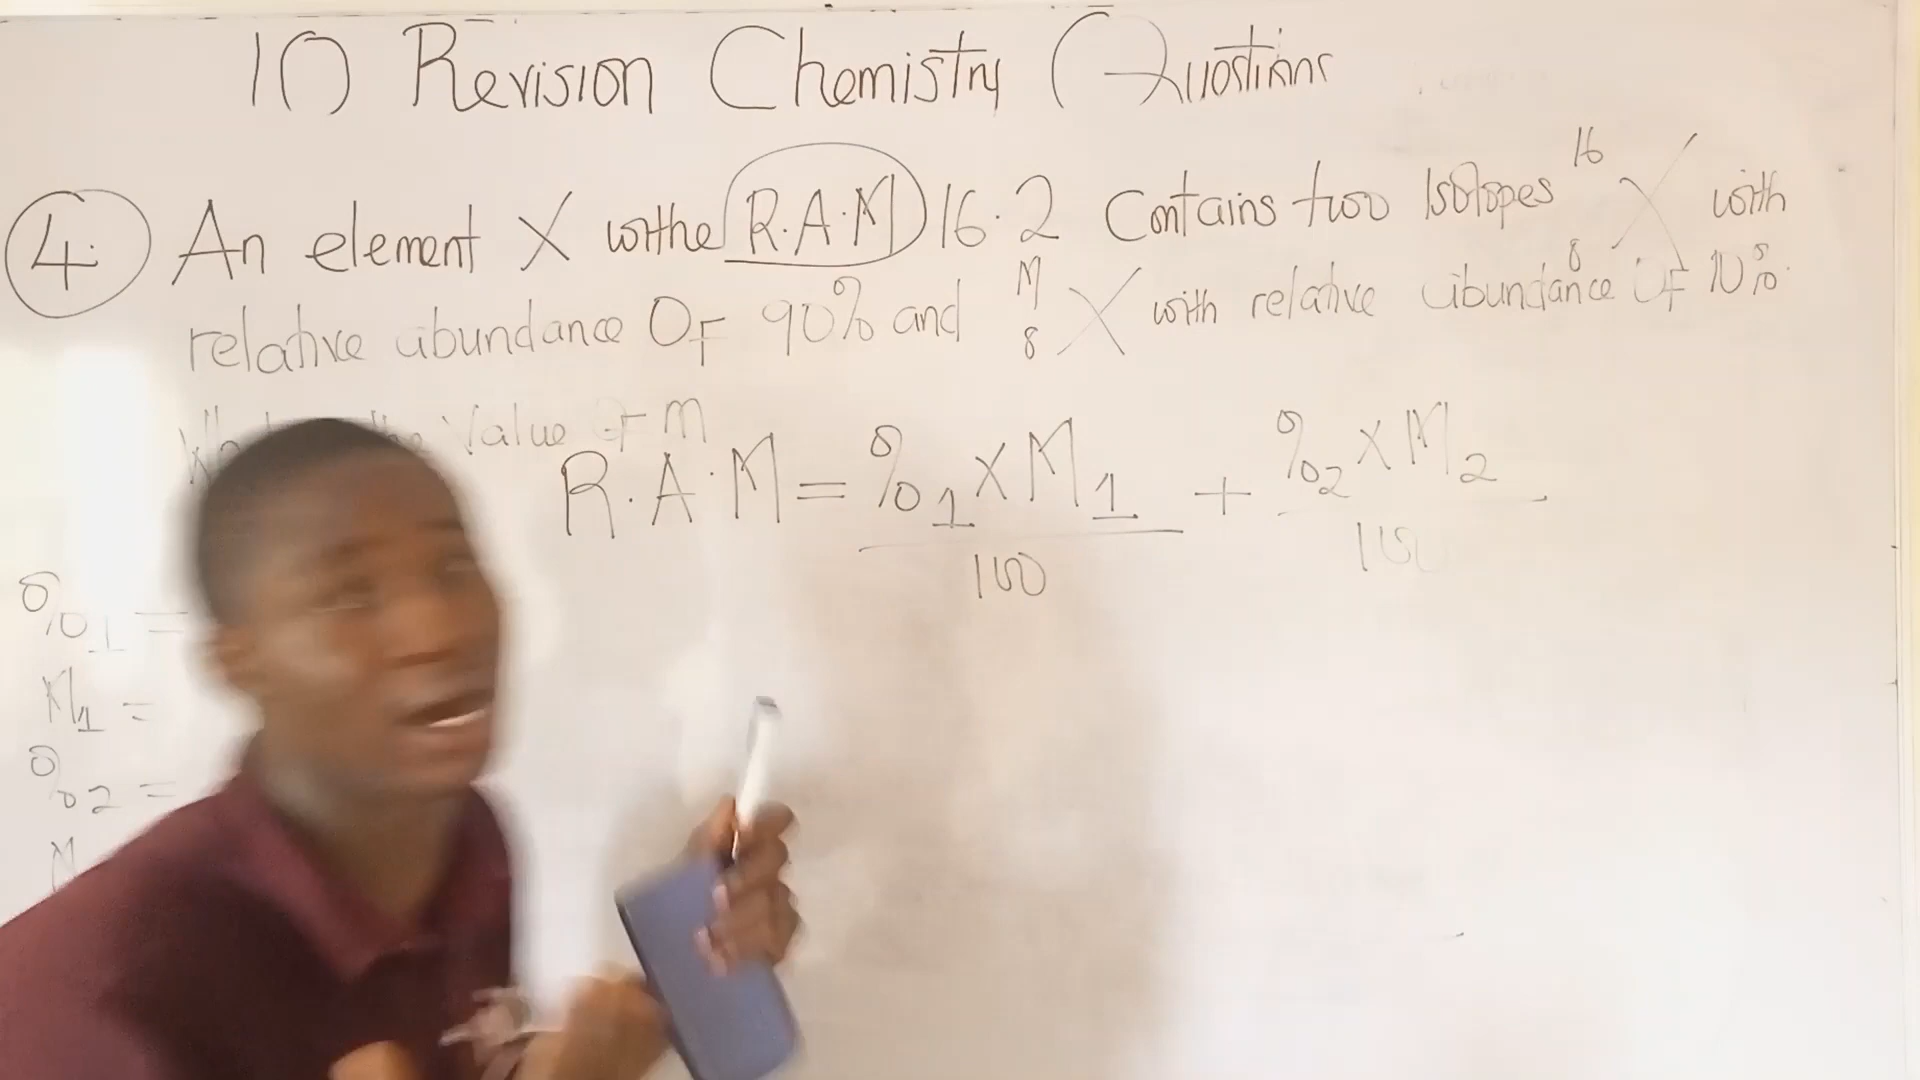 10 Revision Chemistry Questions
4. An element X withe R.A.M 16.2 Contains two Isotopes 16 8 X with
relative abundance OF 90% and M 8 X with relative abundance OF 10%.
the Value OF m
R.A.M = %1 X M1 / 100 + %2 X M2 / 100
%1 =
M1 =
%2 =
M